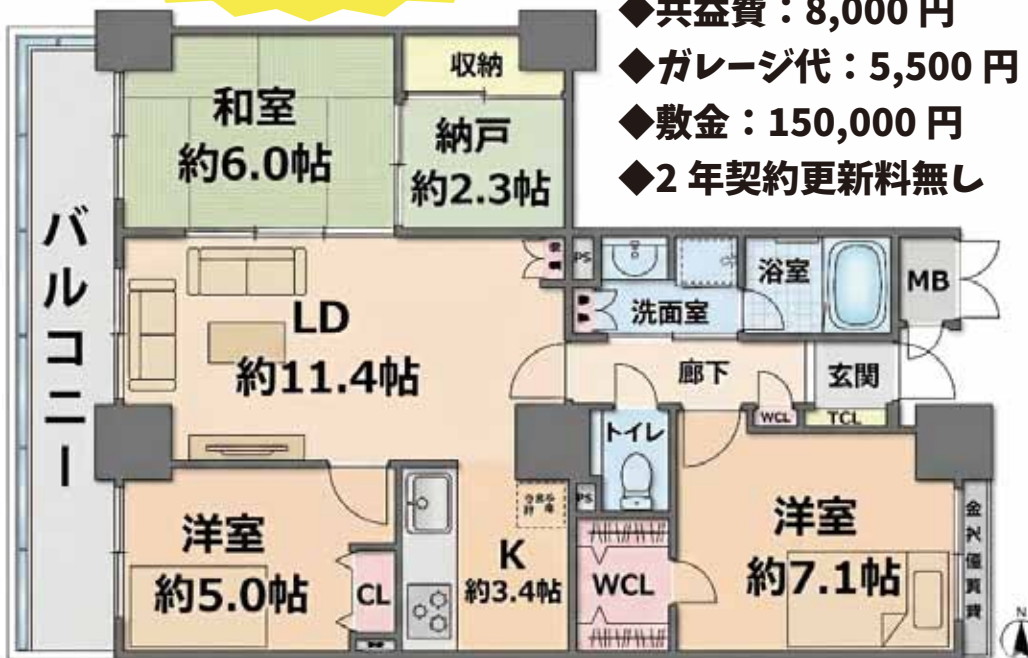 ◆共益費：8,000円
◆ガレージ代：5,500円
◆敷金：150,000円
◆2年契約更新料無し
収納
和室
約6.0帖
納戸
約2.3帖
バルコニー
LD
約11.4帖
PS
洗面室
浴室
MB
廊下
玄関
WCL
TCL
トイレ
PS
洋室
約5.0帖
CL
K
約3.4帖
WCL
洋室
約7.1帖
N